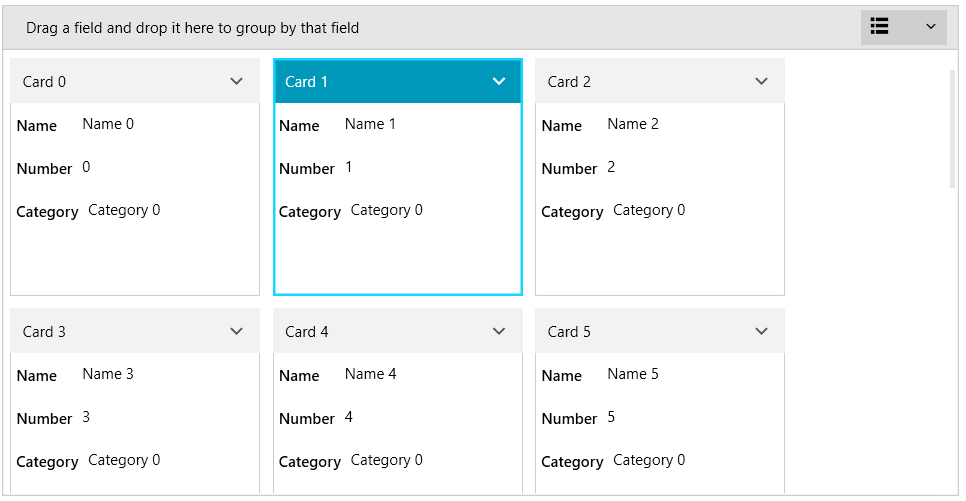 Drag a field and drop it here to group by that field
Card 0
Name Name 0
Number 0
Category Category 0
Card 1
Name Name 1
Number 1
Category Category 0
Card 2
Name Name 2
Number 2
Category Category 0
Card 3
Name Name 3
Number 3
Category Category 0
Card 4
Name Name 4
Number 4
Category Category 0
Card 5
Name Name 5
Number 5
Category Category 0